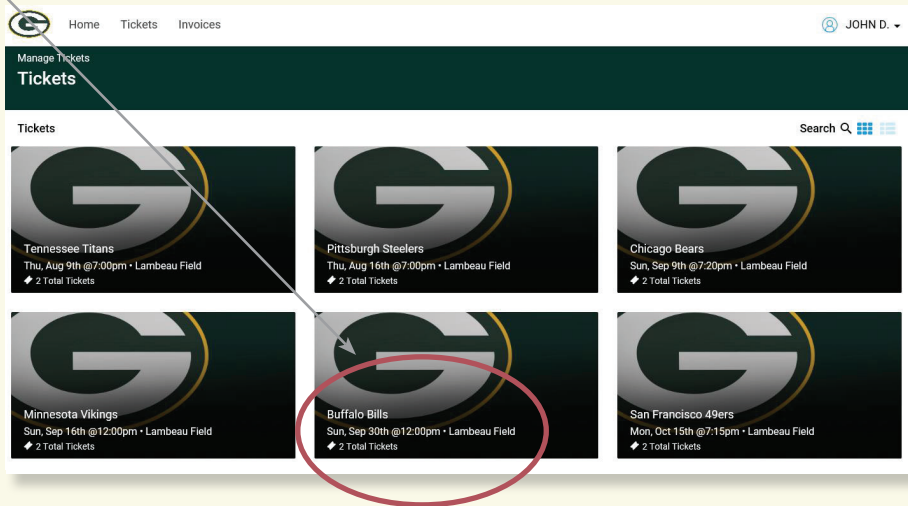 G
Home Tickets Invoices
JOHN D.
Manage Tickets
Tickets
Tickets
Search
G
Tennessee Titans
Thu, Aug 9th @7:00pm • Lambeau Field
2 Total Tickets
G
Pittsburgh Steelers
Thu, Aug 16th @7:00pm • Lambeau Field
2 Total Tickets
G
Chicago Bears
Sun, Sep 9th @7:20pm • Lambeau Field
2 Total Tickets
G
Minnesota Vikings
Sun, Sep 16th @12:00pm • Lambeau Field
2 Total Tickets
G
Buffalo Bills
Sun, Sep 30th @12:00pm • Lambeau Field
2 Total Tickets
G
San Francisco 49ers
Mon, Oct 15th @7:15pm • Lambeau Field
2 Total Tickets